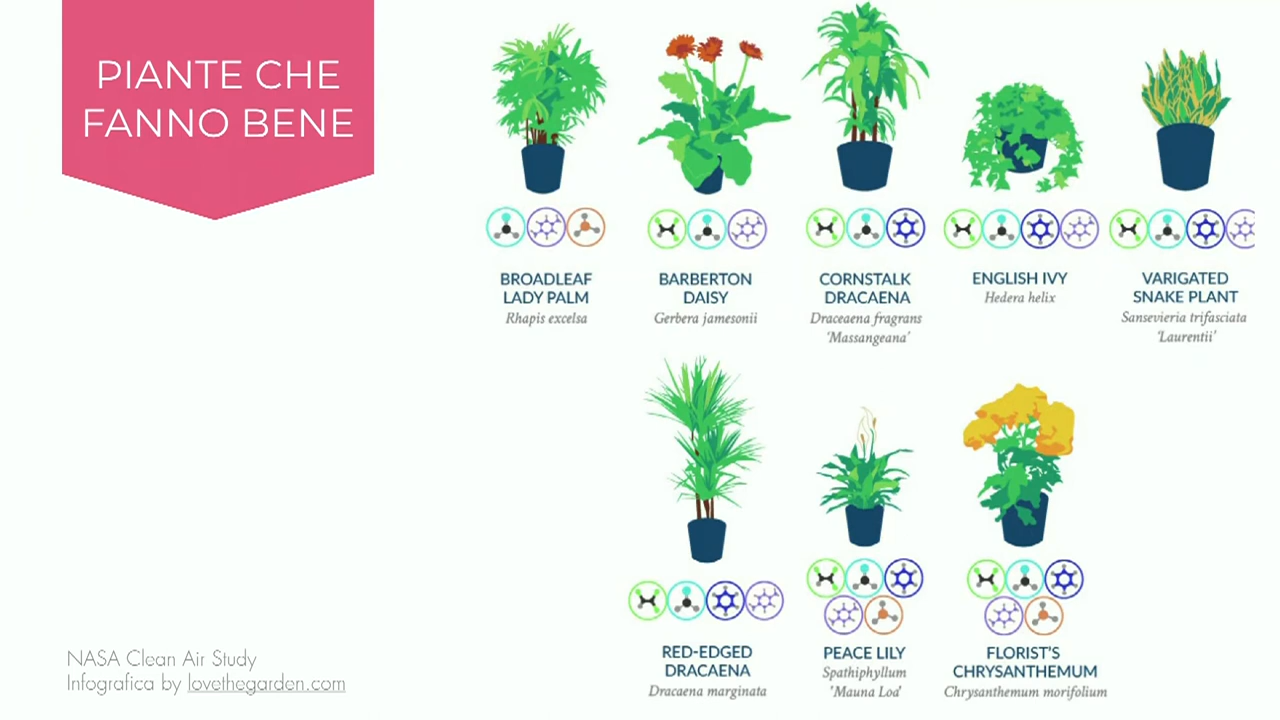 PIANTE CHE
FANNO BENE
BROADLEAF
LADY PALM
Rhapis excelsa
BARBERTON
DAISY
Gerbera jamesonii
CORNSTALK
DRACAENA
Draceaena fragrans
'Massangeana'
ENGLISH IVY
Hedera helix
VARIGATED
SNAKE PLANT
Sansevieria trifasciata
'Laurentii'
RED-EDGED
DRACAENA
Dracaena marginata
PEACE LILY
Spathiphyllum
'Mauna Loa'
FLORIST'S
CHRYSANTHEMUM
Chrysanthemum morifolium
NASA Clean Air Study
Infografica by lovethegarden.com